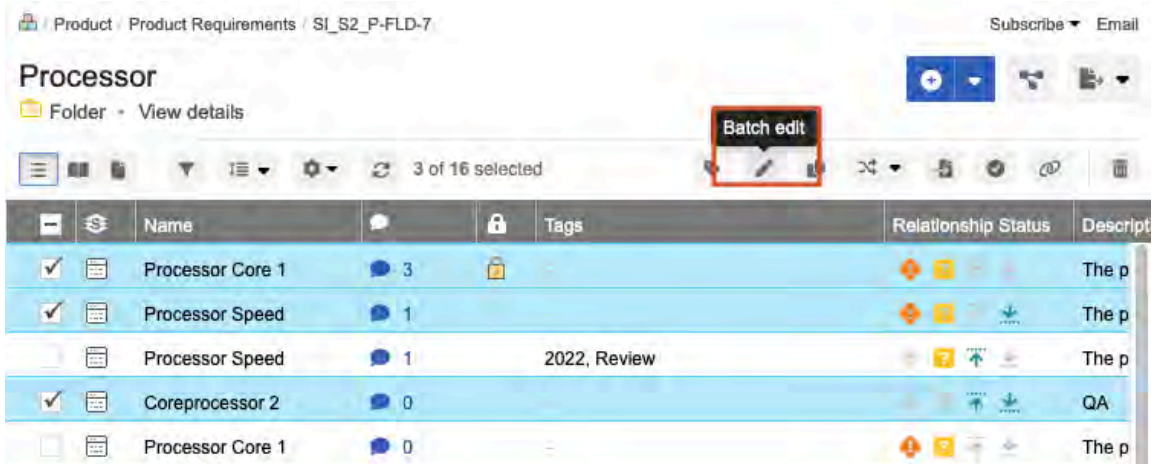 Product / Product Requirements / SI_S2_P-FLD-7 Subscribe Email
Processor
Folder - View details
Batch edit
3 of 16 selected
Name Tags Relationship Status Descript
Processor Core 1 3 - The p
Processor Speed 1 The p
Processor Speed 1 2022, Review The p
Coreprocessor 2 0 QA
Processor Core 1 0 - The p